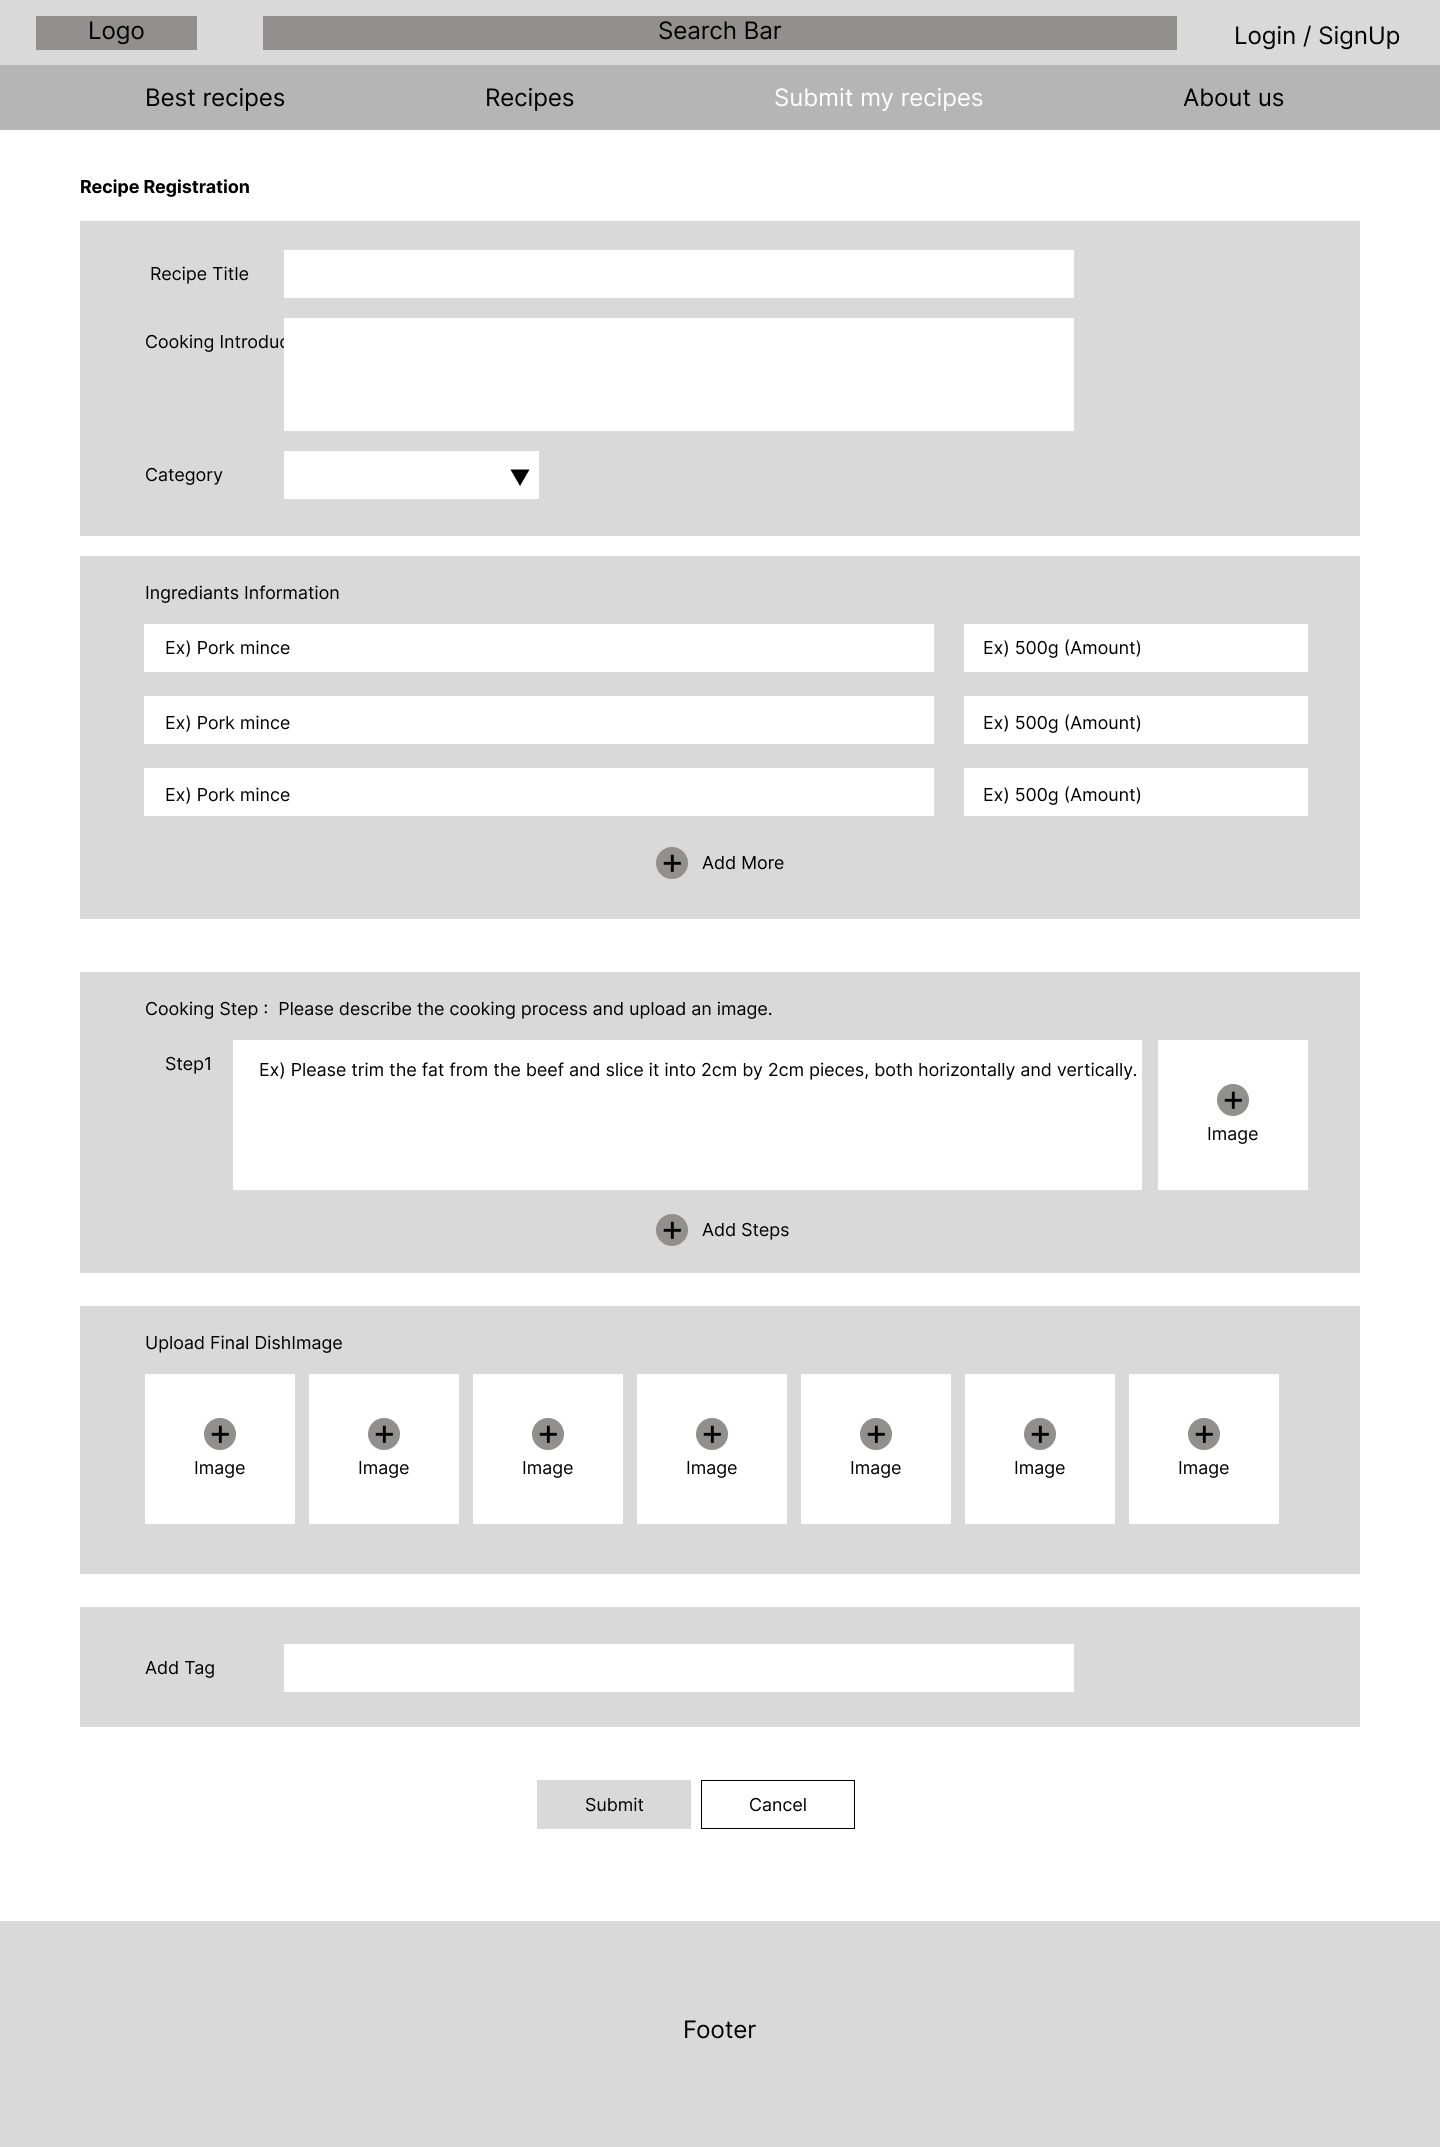 Logo
Search Bar
Login / SignUp
Best recipes
Recipes
Submit my recipes
About us
Recipe Registration
Recipe Title
Cooking Introduc
Category
Ingrediants Information
Ex) Pork mince
Ex) 500g (Amount)
Ex) Pork mince
Ex) 500g (Amount)
Ex) Pork mince
Ex) 500g (Amount)
Add More
Cooking Step :  Please describe the cooking process and upload an image.
Step1
Ex) Please trim the fat from the beef and slice it into 2cm by 2cm pieces, both horizontally and vertically.
Image
Add Steps
Upload Final DishImage
Image
Image
Image
Image
Image
Image
Image
Add Tag
Submit
Cancel
Footer